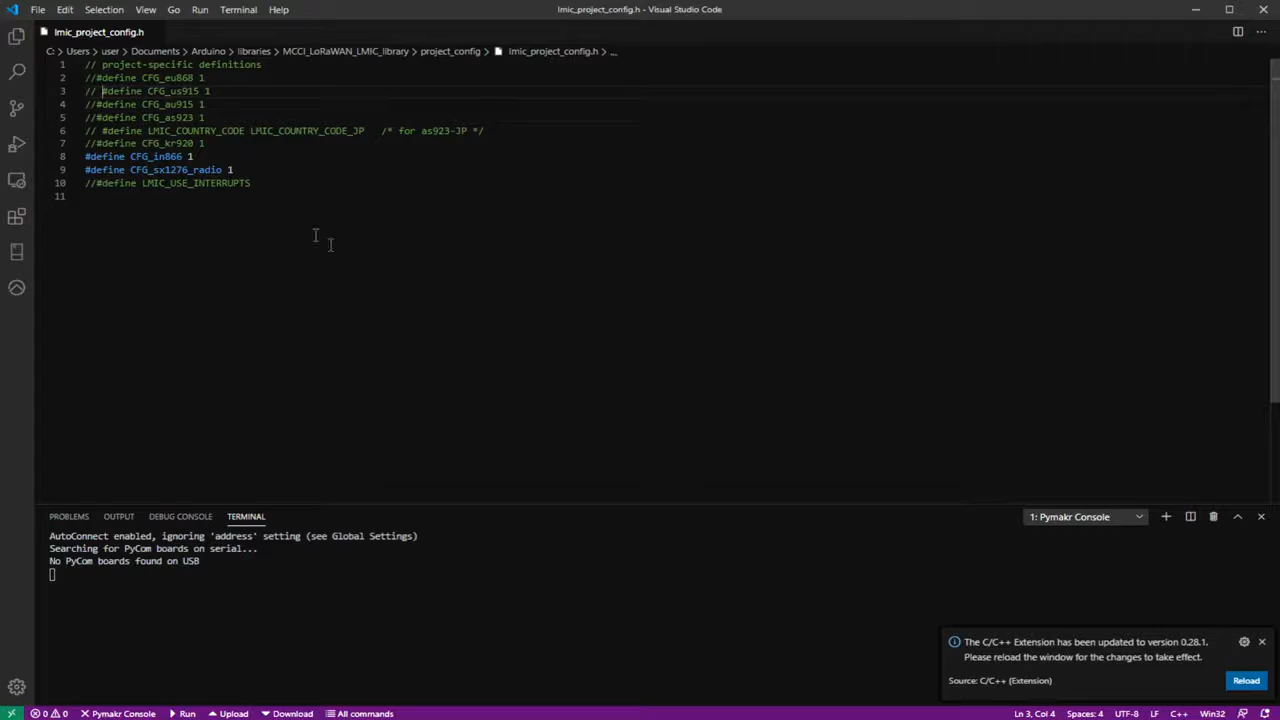 File Edit Selection View Go Run Terminal Help
lmic_project_config.h - Visual Studio Code
lmic_project_config.h
C: > Users > user > Documents > Arduino > libraries > MCCI_LoRaWAN_LMIC_library > project_config > lmic_project_config.h > ...
1 // project-specific definitions
2 //#define CFG_eu868 1
3 // #define CFG_us915 1
4 //#define CFG_au915 1
5 //#define CFG_as923 1
6 // #define LMIC_COUNTRY_CODE LMIC_COUNTRY_CODE_JP /* for as923-JP */
7 //#define CFG_kr920 1
8 #define CFG_in866 1
9 #define CFG_sx1276_radio 1
10 //#define LMIC_USE_INTERRUPTS
11
PROBLEMS OUTPUT DEBUG CONSOLE TERMINAL
1: Pymakr Console
AutoConnect enabled, ignoring 'address' setting (see Global Settings)
Searching for PyCom boards on serial...
No PyCom boards found on USB
The C/C++ Extension has been updated to version 0.28.1.
Please reload the window for the changes to take effect.
Source: C/C++ (Extension)
Reload
0 0 Pymakr Console Run Upload Download All commands
Ln 3, Col 4 Spaces: 4 UTF-8 LF C++ Win32